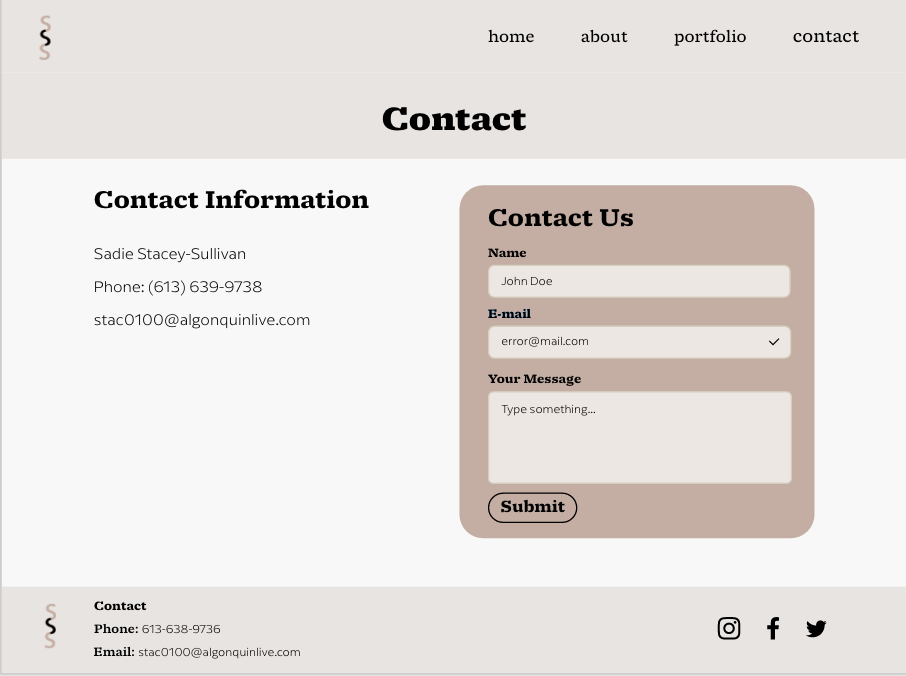 S
S
S
home about portfolio contact
Contact
Contact Information
Sadie Stacey-Sullivan
Phone: (613) 639-9738
stac0100@algonquinlive.com
Contact Us
Name
John Doe
E-mail
error@mail.com
Your Message
Type something...
Submit
S
S
S
Contact
Phone: 613-638-9736
Email: stac0100@algonquinlive.com